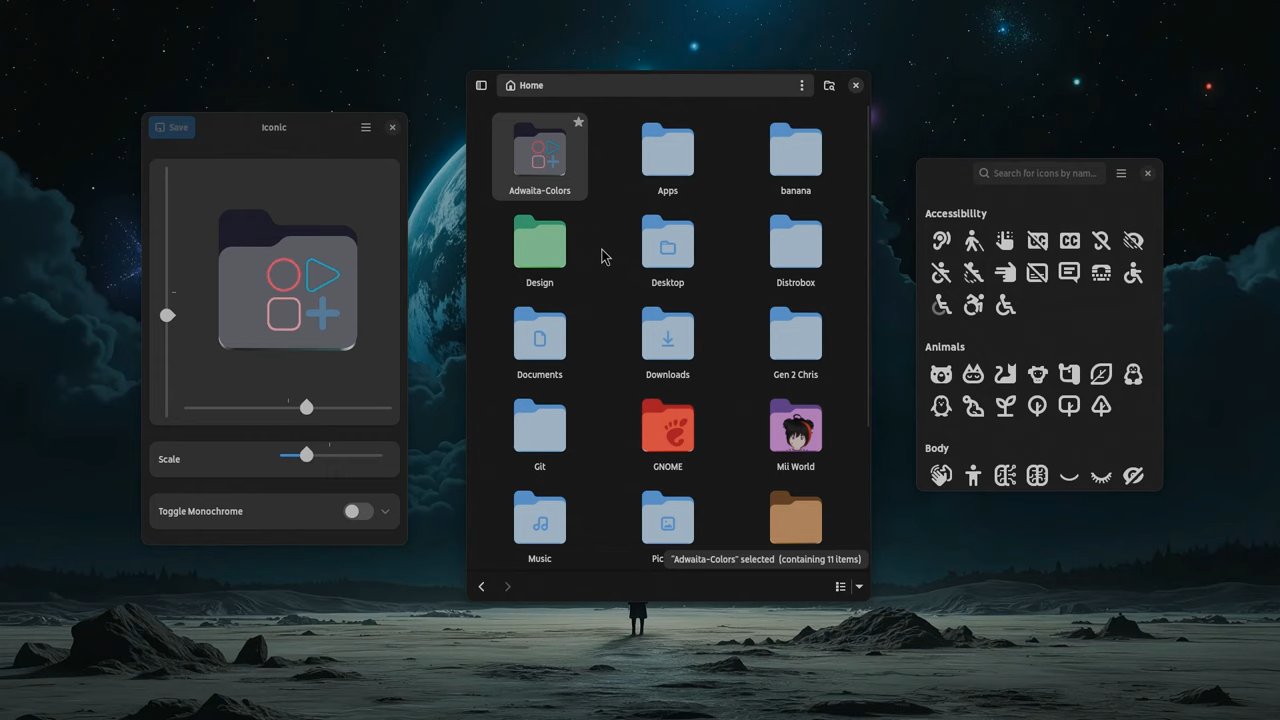 Save
Iconic
Scale
Toggle Monochrome
Home
Adwaita-Colors
Apps
banana
Design
Desktop
Distrobox
Documents
Downloads
Gen 2 Chris
Git
GNOME
Mii World
Music
Pic
"Adwaita-Colors" selected (containing 11 items)
Search for icons by nam...
Accessibility
CC
CC
Animals
Body